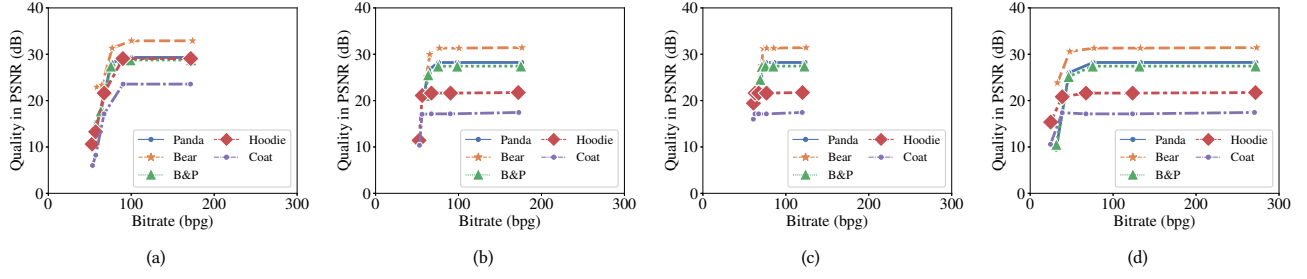 Quality in PSNR (dB)
40
30
20
10
0
Panda
Bear
B&P
Hoodie
Coat
0
100
200
300
Bitrate (bpg)
(a)
Quality in PSNR (dB)
40
30
20
10
0
Panda
Bear
B&P
Hoodie
Coat
0
100
200
300
Bitrate (bpg)
(b)
Quality in PSNR (dB)
40
30
20
10
0
Panda
Bear
B&P
Hoodie
Coat
0
100
200
300
Bitrate (bpg)
(c)
Quality in PSNR (dB)
40
30
20
10
0
Panda
Bear
B&P
Hoodie
Coat
0
100
200
300
Bitrate (bpg)
(d)